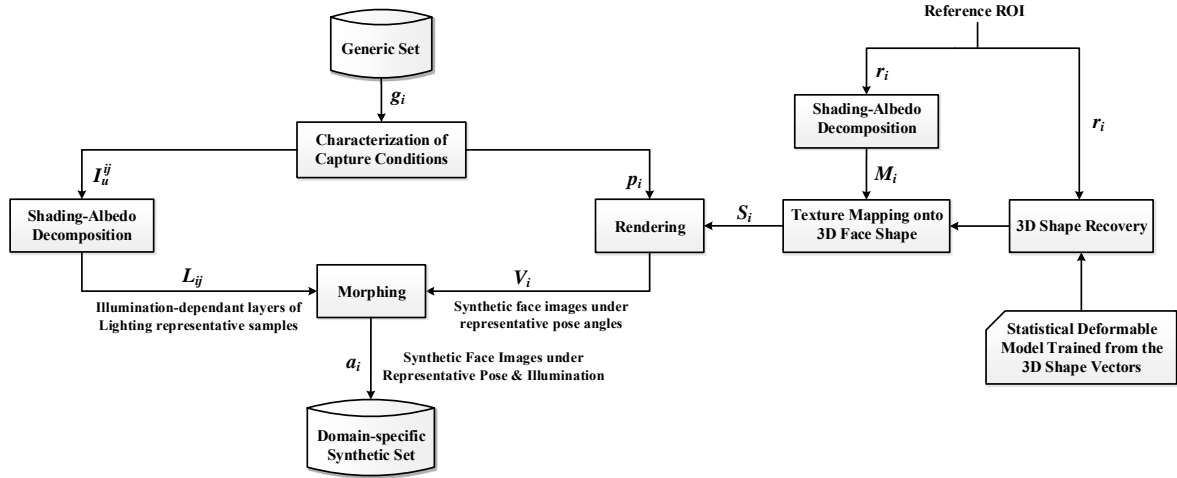 Reference ROI
Generic Set
g_i
r_i
Characterization of
Capture Conditions
Shading-Albedo
Decomposition
r_i
I_u^{ij}
p_i
M_i
Shading-Albedo
Decomposition
Rendering
S_i
Texture Mapping onto
3D Face Shape
3D Shape Recovery
L_{ij}
Morphing
V_i
Illumination-dependant layers of
Lighting representative samples
Synthetic face images under
representative pose angles
Statistical Deformable
Model Trained from the
3D Shape Vectors
a_i
Synthetic Face Images under
Representative Pose & Illumination
Domain-specific
Synthetic Set